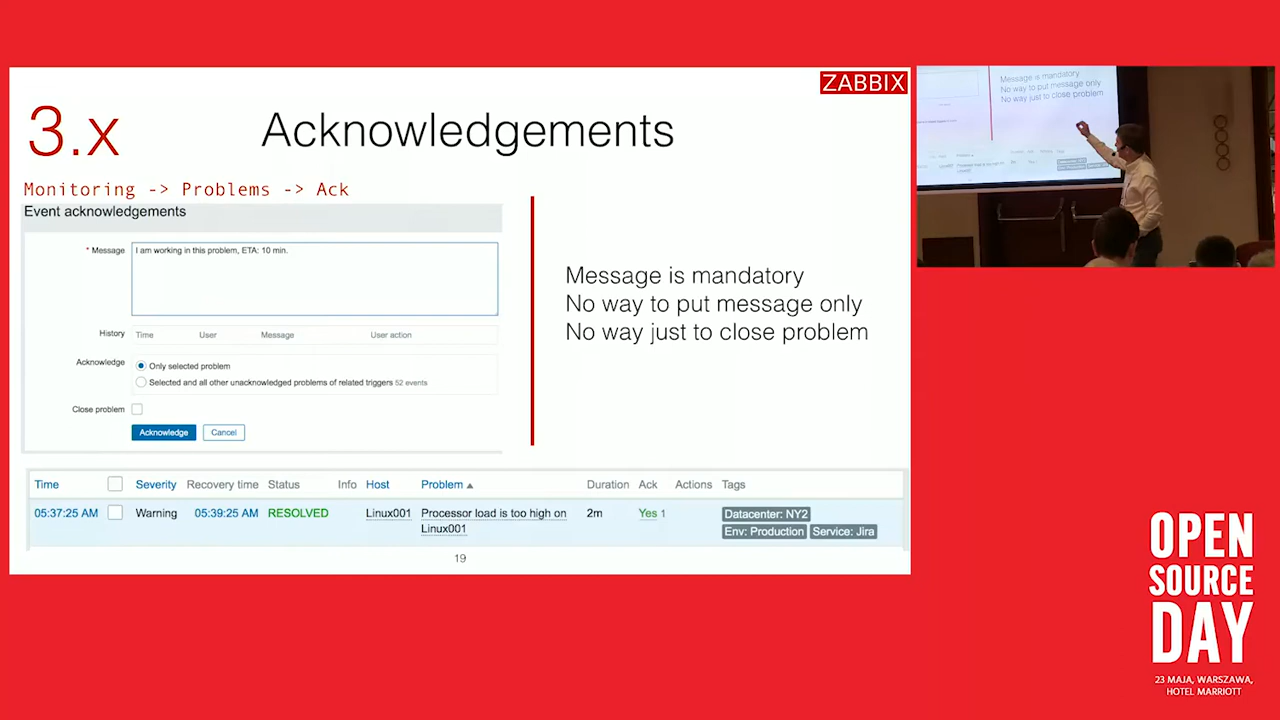 ZABBIX
3.x
Acknowledgements
Monitoring -> Problems -> Ack
Event acknowledgements
* Message
I am working in this problem, ETA: 10 min.
History
Time User Message User action
Acknowledge
Only selected problem
Selected and all other unacknowledged problems of related triggers 52 events
Close problem
Acknowledge Cancel
Message is mandatory
No way to put message only
No way just to close problem
Time Severity Recovery time Status Info Host Problem Duration Ack Actions Tags
05:37:25 AM Warning 05:39:25 AM RESOLVED Linux001 Processor load is too high on 2m Yes 1 Datacenter: NY2
Linux001 Env: Production Service: Jira
19
Message is mandatory
No way to put message only
No way just to close problem
OPEN
SOURCE
DAY
23 MAJA, WARSZAWA,
HOTEL MARRIOTT